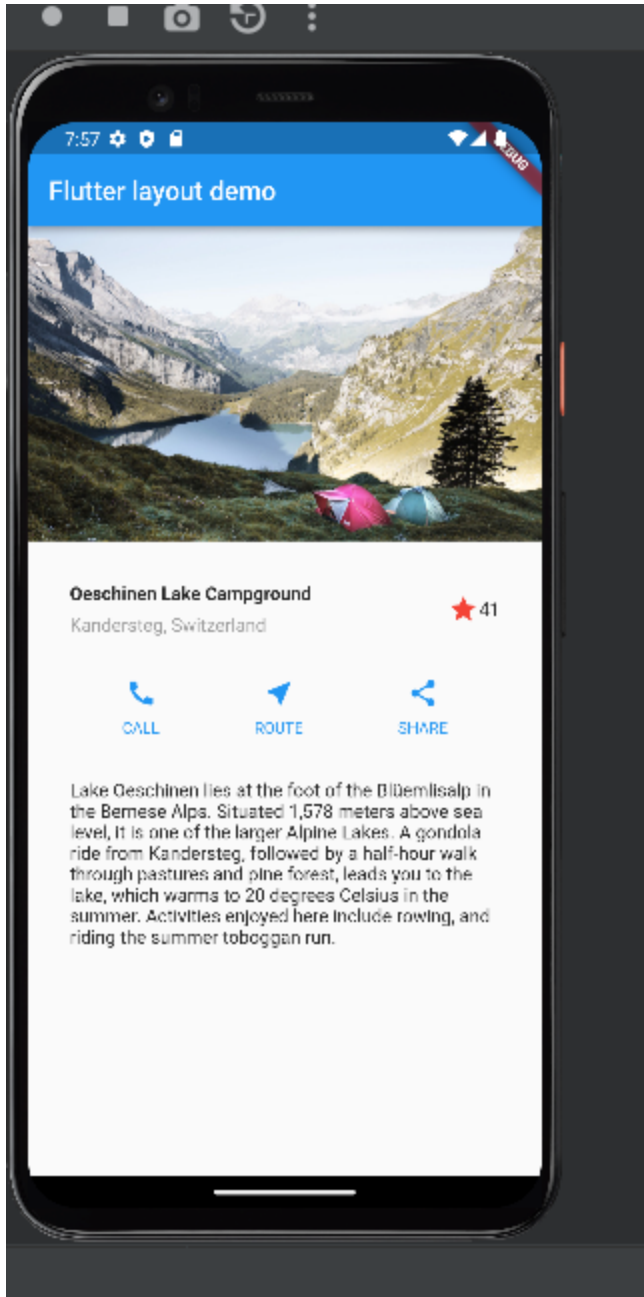 7:57
DEBUG
Flutter layout demo
Oeschinen Lake Campground
41
Kandersteg, Switzerland
CALL ROUTE SHARE
Lake Oeschinen lies at the foot of the Blüemlisalp in
the Bernese Alps. Situated 1,578 meters above sea
level, it is one of the larger Alpine Lakes. A gondola
ride from Kandersteg, followed by a half-hour walk
through pastures and pine forest, leads you to the
lake, which warms to 20 degrees Celsius in the
summer. Activities enjoyed here include rowing, and
riding the summer toboggan run.